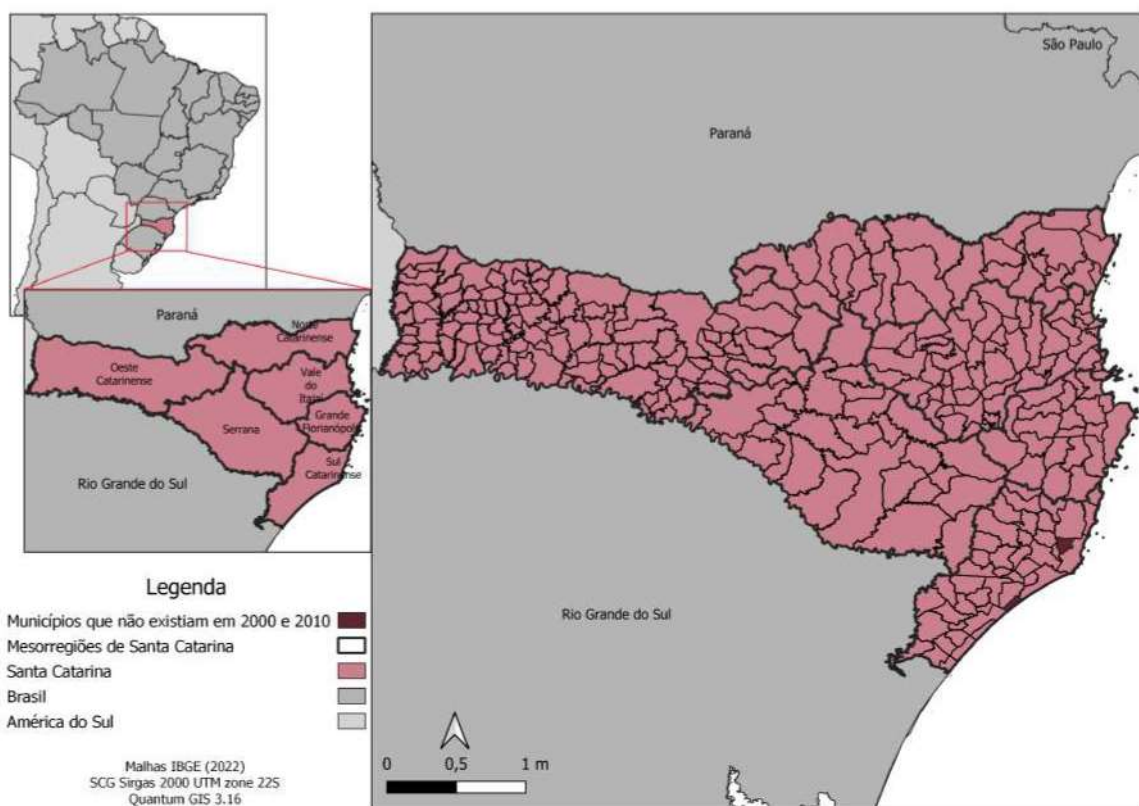 São Paulo
Paraná
Paraná
Norte
Catarinense
Oeste
Catarinense
Vale
do
Itajaí
Serrana
Grande
Florianópolis
Sul
Catarinense
Rio Grande do Sul
Rio Grande do Sul
Legenda
Municípios que não existiam em 2000 e 2010
Mesorregiões de Santa Catarina
Santa Catarina
Brasil
América do Sul
0 0,5 1 m
Malhas IBGE (2022)
SCG Sirgas 2000 UTM zone 22S
Quantum GIS 3.16